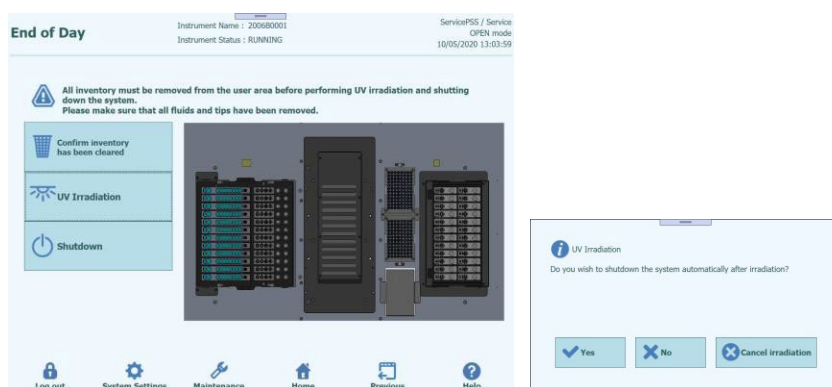 End of Day
Instrument Name : 200680001
Instrument Status : RUNNING
ServicePSS / Service
OPEN mode
10/05/2020 13:03:59
All inventory must be removed from the user area before performing UV irradiation and shutting
down the system.
Please make sure that all fluids and tips have been removed.
Confirm inventory
has been cleared
UV Irradiation
Shutdown
Log out
System Settings
Maintenance
Home
Previous
Help
UV Irradiation
Do you wish to shutdown the system automatically after irradiation?
Yes
No
Cancel irradiation